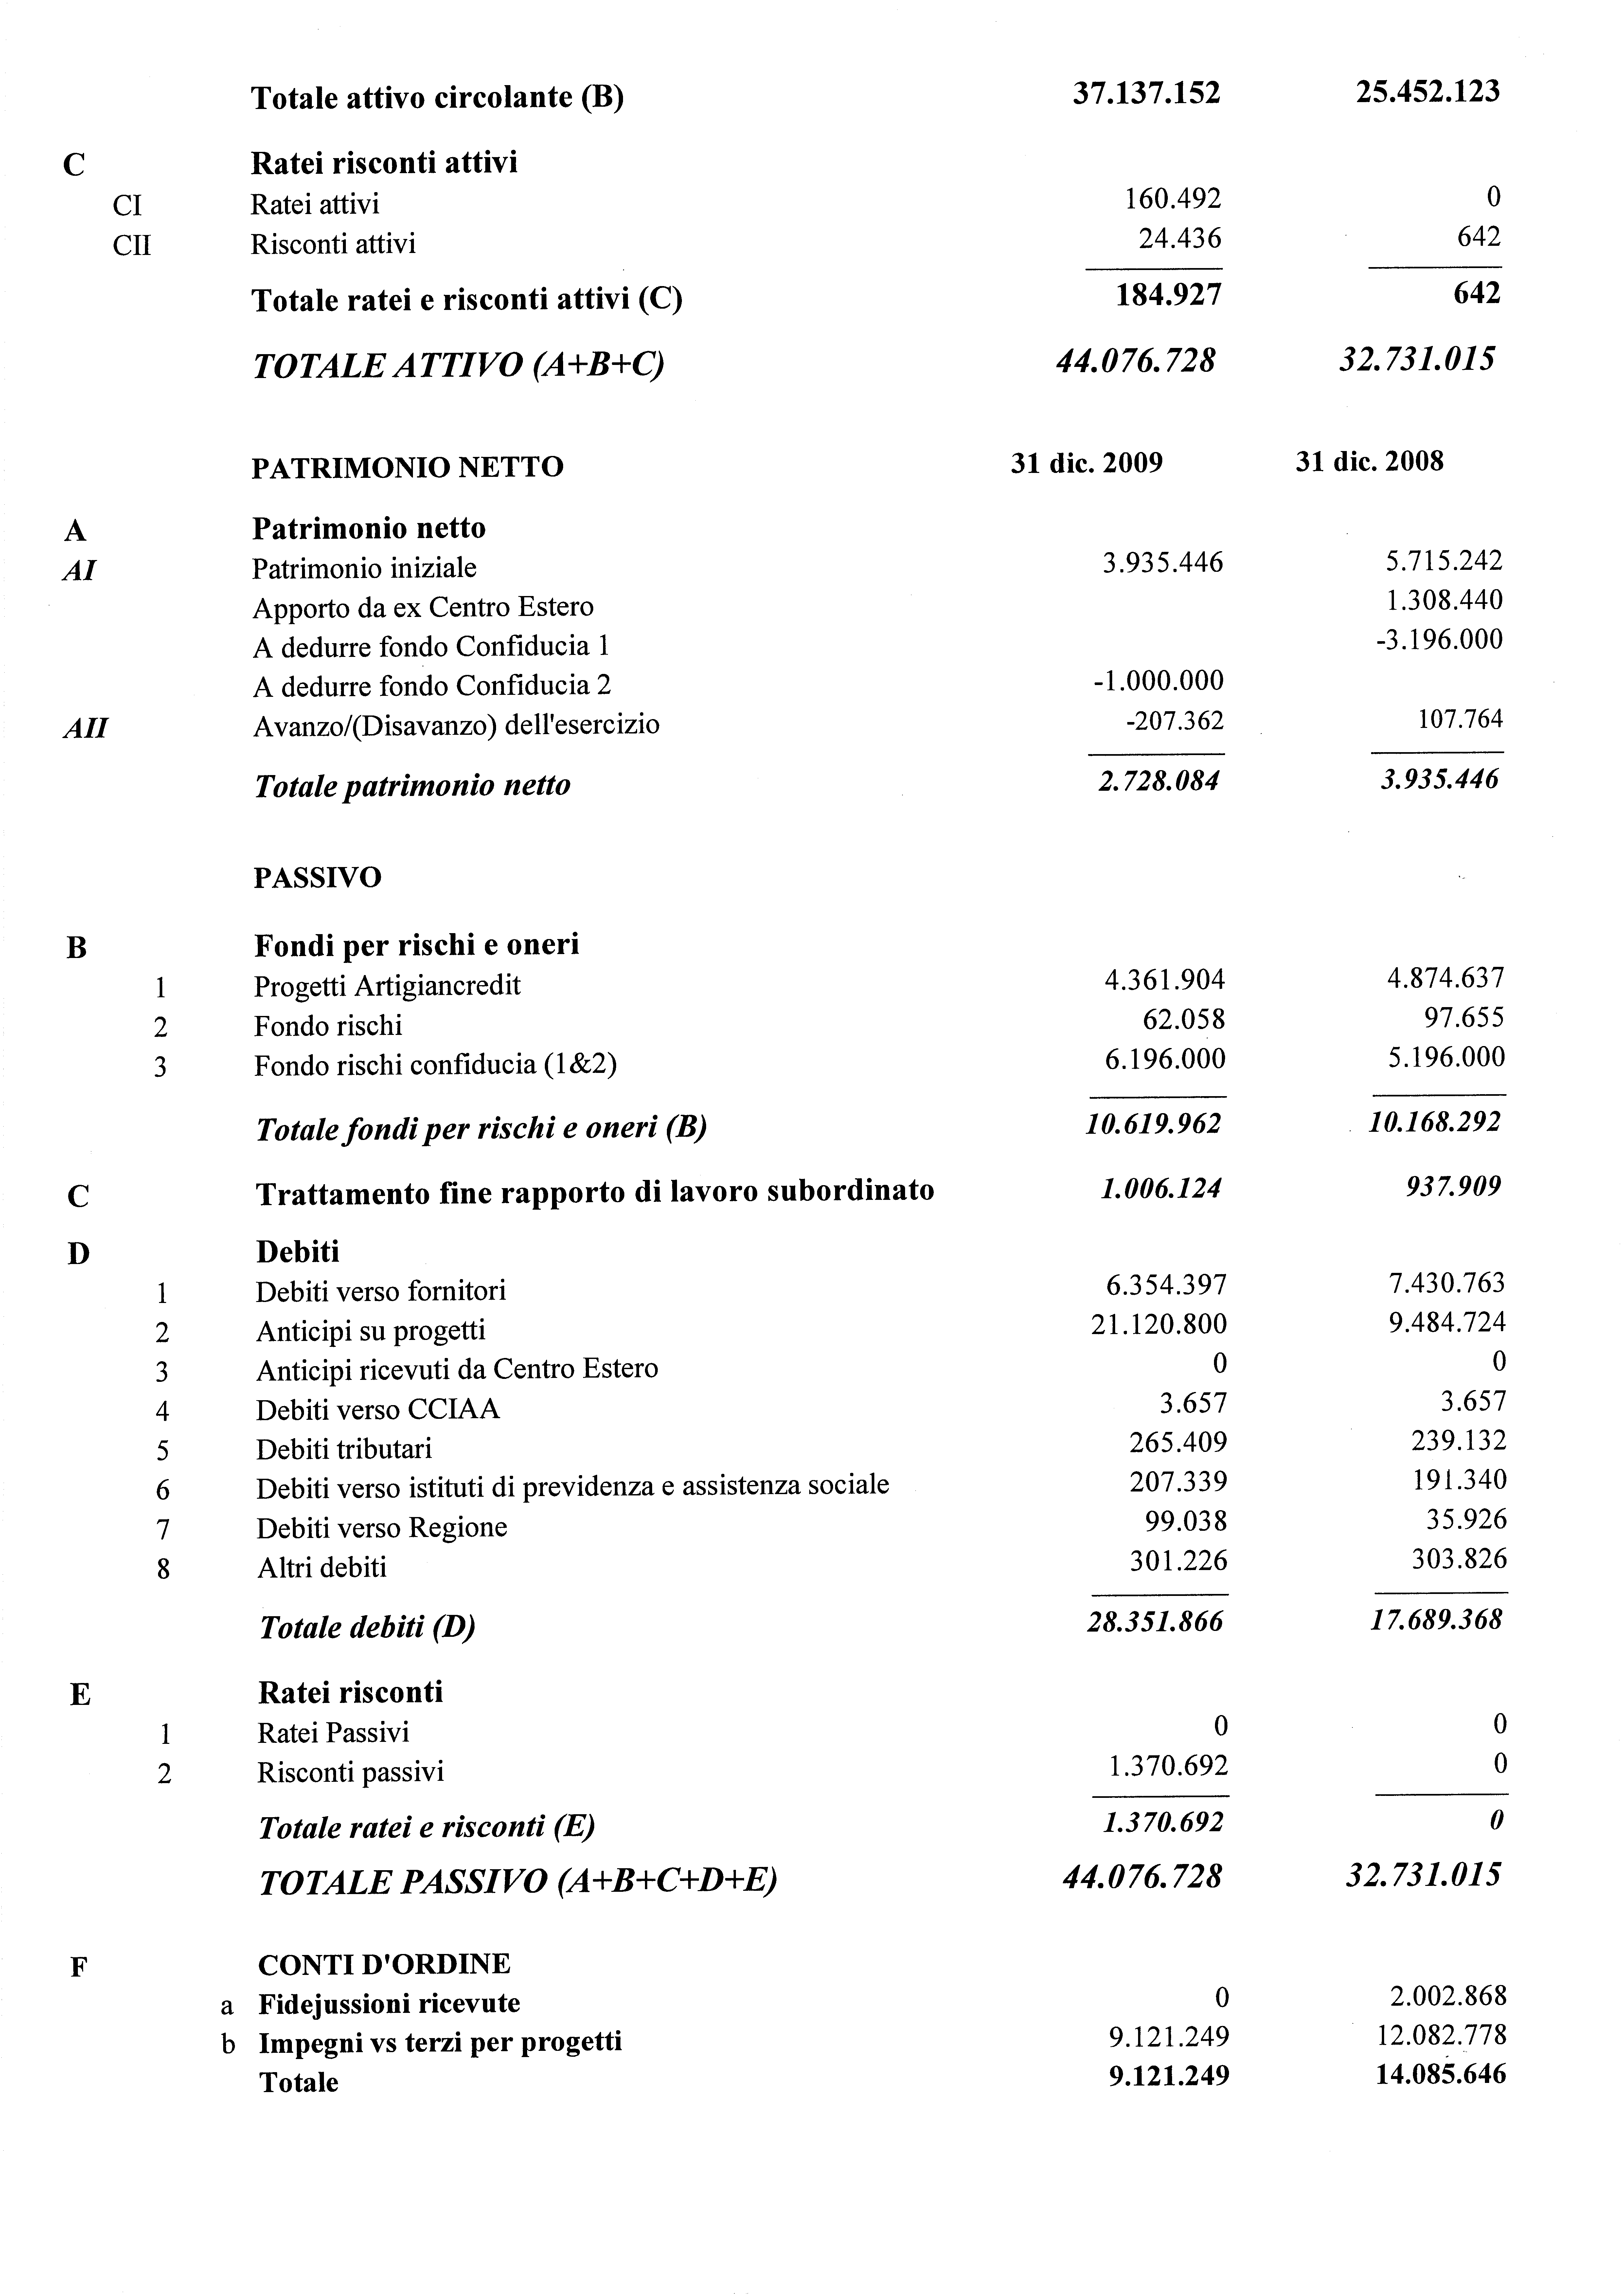 Totale attivo circolante (B) 37.137.152 25.452.123
C Ratei risconti attivi
CI Ratei attivi 160.492 0
CII Risconti attivi 24.436 642
Totale ratei e risconti attivi (C) 184.927 642
TOTALE ATTIVO (A+B+C) 44.076.728 32.731.015
PATRIMONIO NETTO 31 dic. 2009 31 dic. 2008
A Patrimonio netto
AI Patrimonio iniziale 3.935.446 5.715.242
Apporto da ex Centro Estero 1.308.440
A dedurre fondo Confiducia 1 -3.196.000
A dedurre fondo Confiducia 2 -1.000.000
AII Avanzo/(Disavanzo) dell'esercizio -207.362 107.764
Totale patrimonio netto 2.728.084 3.935.446
PASSIVO
B Fondi per rischi e oneri
1 Progetti Artigiancredit 4.361.904 4.874.637
2 Fondo rischi 62.058 97.655
3 Fondo rischi confiducia (1&2) 6.196.000 5.196.000
Totale fondi per rischi e oneri (B) 10.619.962 10.168.292
C Trattamento fine rapporto di lavoro subordinato 1.006.124 937.909
D Debiti
1 Debiti verso fornitori 6.354.397 7.430.763
2 Anticipi su progetti 21.120.800 9.484.724
3 Anticipi ricevuti da Centro Estero 0 0
4 Debiti verso CCIAA 3.657 3.657
5 Debiti tributari 265.409 239.132
6 Debiti verso istituti di previdenza e assistenza sociale 207.339 191.340
7 Debiti verso Regione 99.038 35.926
8 Altri debiti 301.226 303.826
Totale debiti (D) 28.351.866 17.689.368
E Ratei risconti
1 Ratei Passivi 0 0
2 Risconti passivi 1.370.692 0
Totale ratei e risconti (E) 1.370.692 0
TOTALE PASSIVO (A+B+C+D+E) 44.076.728 32.731.015
F CONTI D'ORDINE
a Fidejussioni ricevute 0 2.002.868
b Impegni vs terzi per progetti 9.121.249 12.082.778
Totale 9.121.249 14.085.646